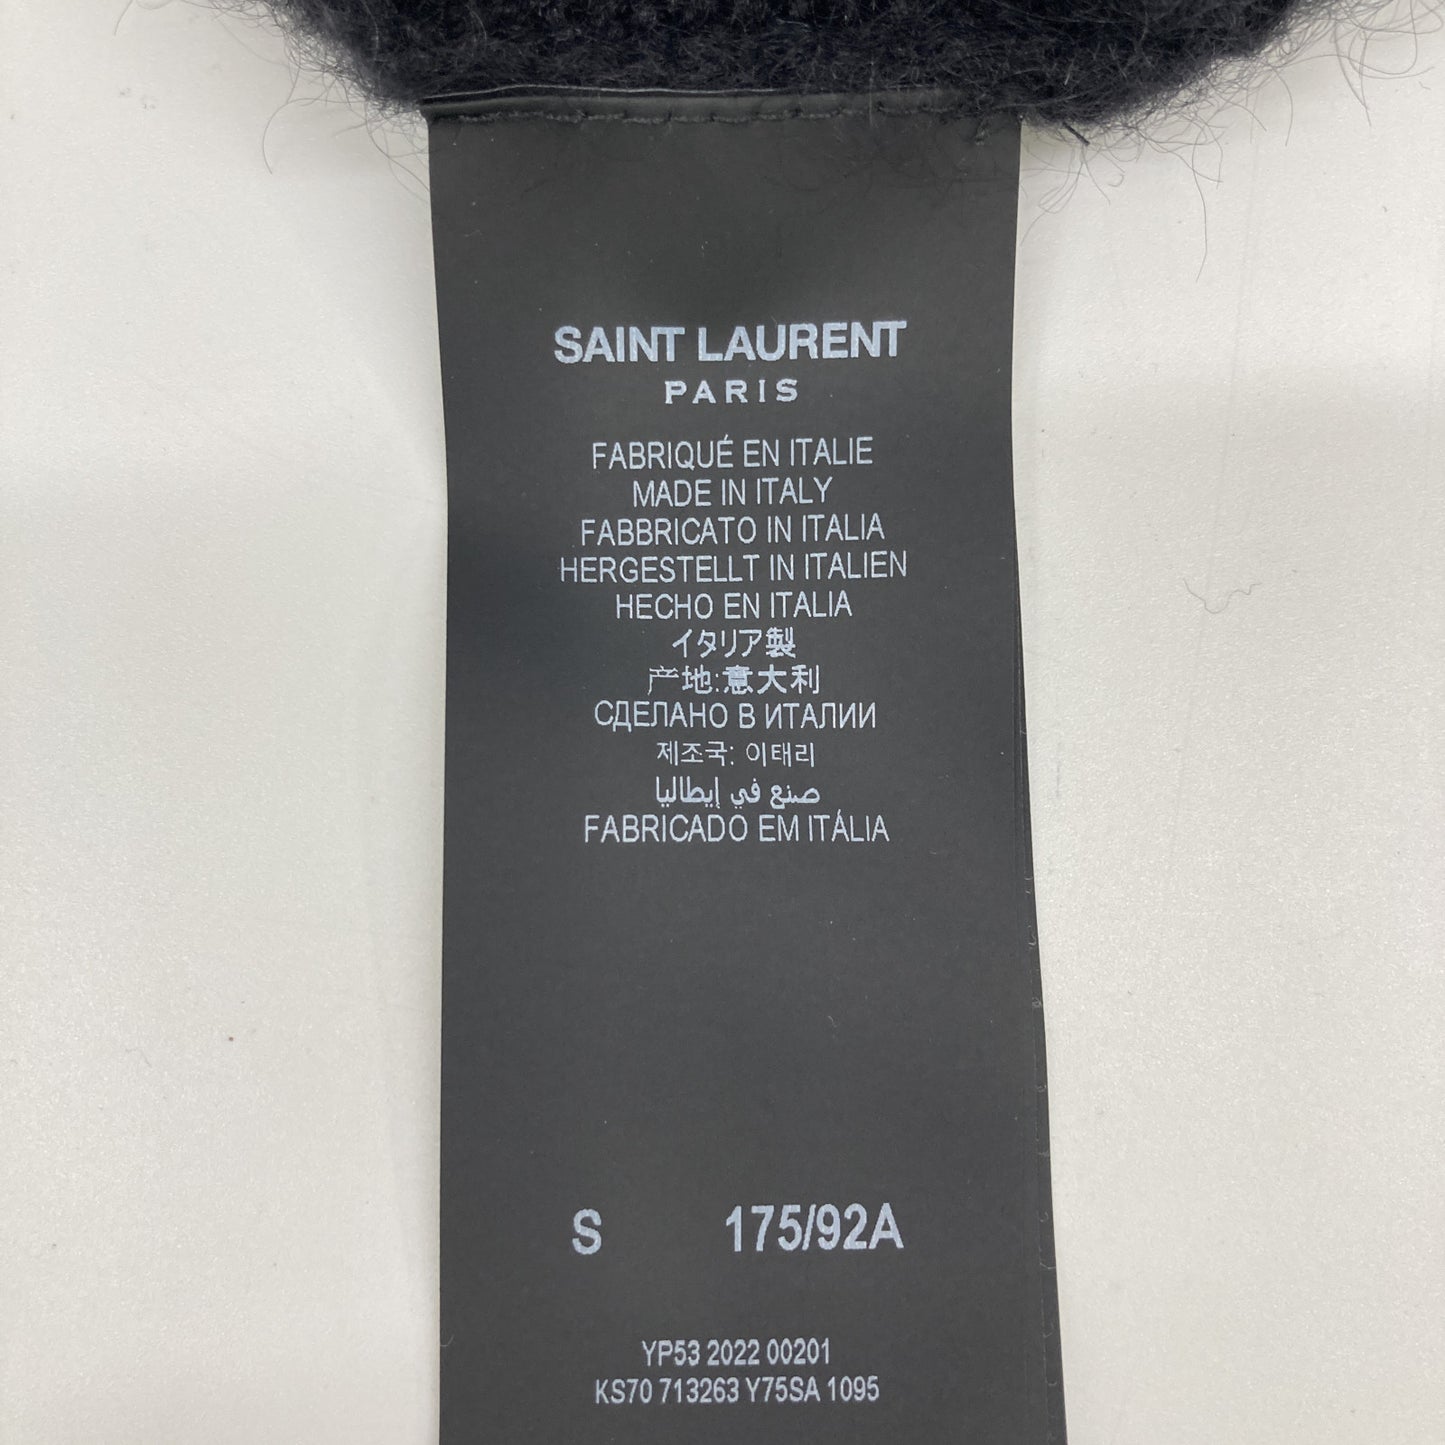 SAINT LAURENT
PARIS
FABRIQUÉ EN ITALIE
MADE IN ITALY
FABBRICATO IN ITALIA
HERGESTELLT IN ITALIEN
HECHO EN ITALIA
イタリア製
产地:意大利
СДЕЛАНО В ИТАЛИИ
제조국: 이태리
صنع في إيطاليا
FABRICADO EM ITÁLIA
S 175/92A
YP53 2022 00201
KS70 713263 Y75SA 1095